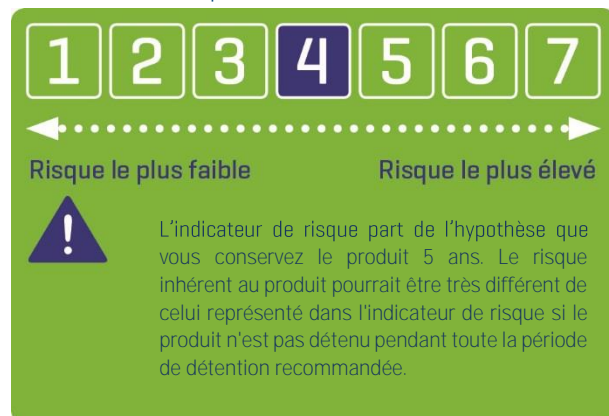 1 2 3 4 5 6 7
Risque le plus faible Risque le plus élevé
!
L'indicateur de risque part de l'hypothèse que
vous conservez le produit 5 ans. Le risque
inhérent au produit pourrait être très différent de
celui représenté dans l'indicateur de risque si le
produit n'est pas détenu pendant toute la période
de détention recommandée.